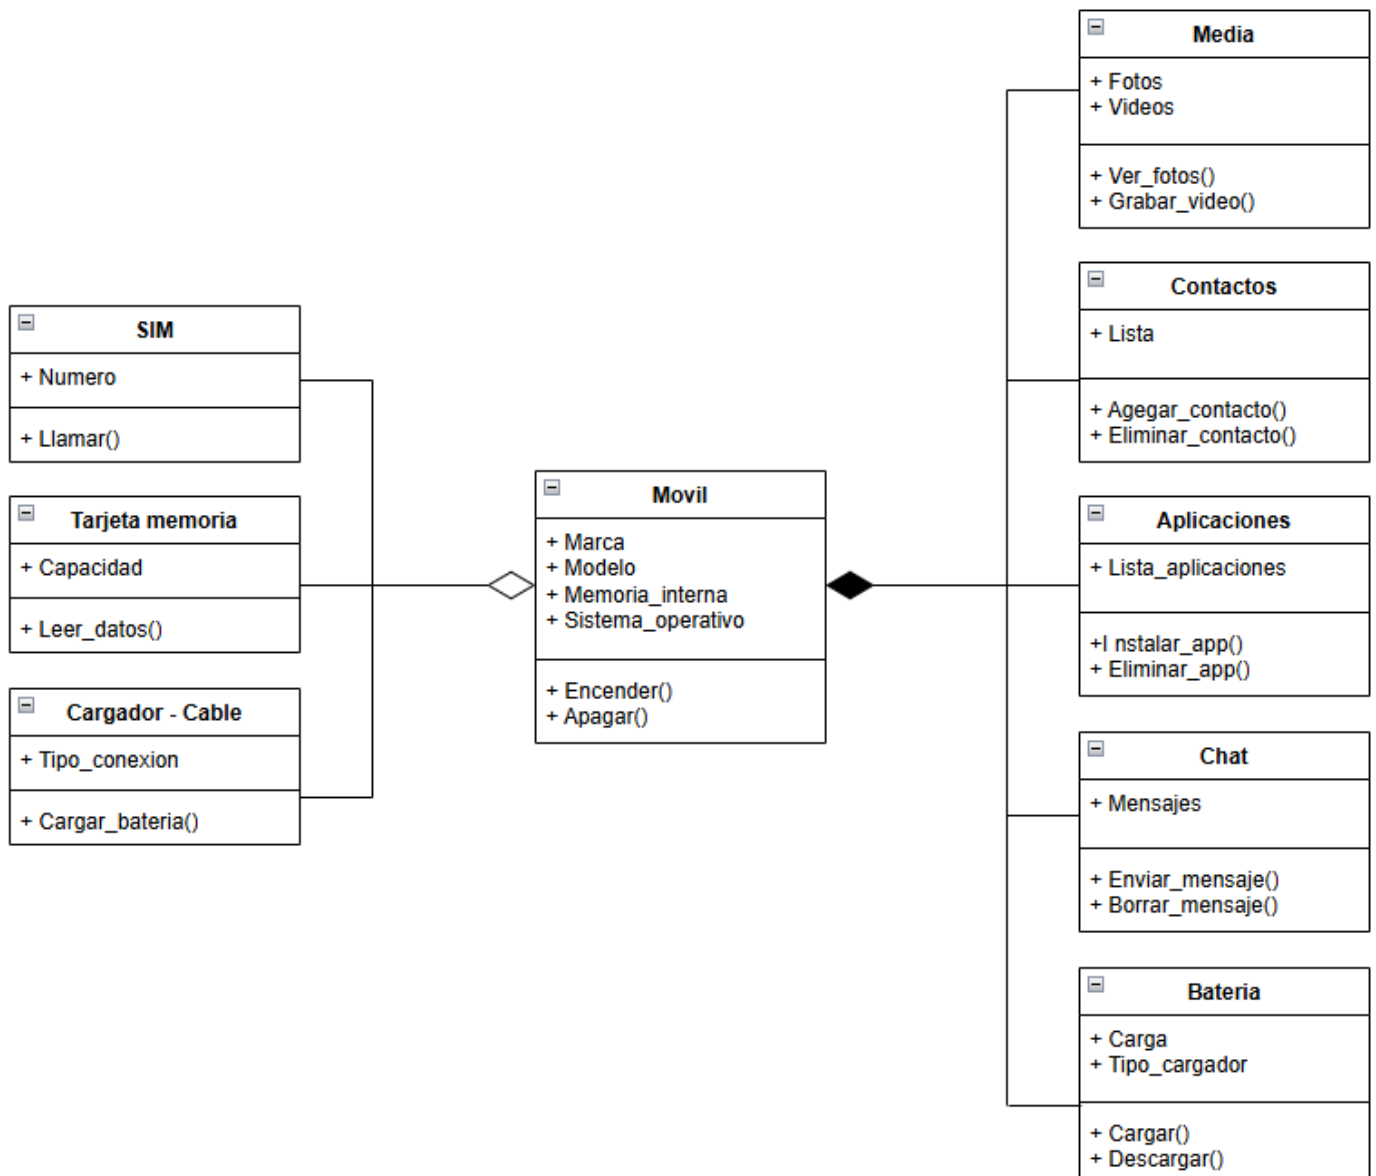 Media
+ Fotos
+ Videos
+ Ver_fotos()
+ Grabar_video()
Contactos
+ Lista
+ Agegar_contacto()
+ Eliminar_contacto()
SIM
+ Numero
+ Llamar()
Tarjeta memoria
+ Capacidad
+ Leer_datos()
Cargador - Cable
+ Tipo_conexion
+ Cargar_bateria()
Movil
+ Marca
+ Modelo
+ Memoria_interna
+ Sistema_operativo
+ Encender()
+ Apagar()
Aplicaciones
+ Lista_aplicaciones
+I nstalar_app()
+ Eliminar_app()
Chat
+ Mensajes
+ Enviar_mensaje()
+ Borrar_mensaje()
Bateria
+ Carga
+ Tipo_cargador
+ Cargar()
+ Descargar()